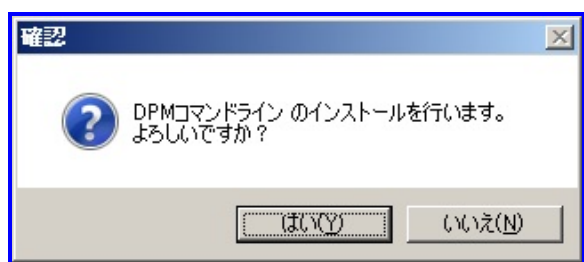 確認
DPMコマンドライン のインストールを行います。
よろしいですか？
はい(Y)
いいえ(N)